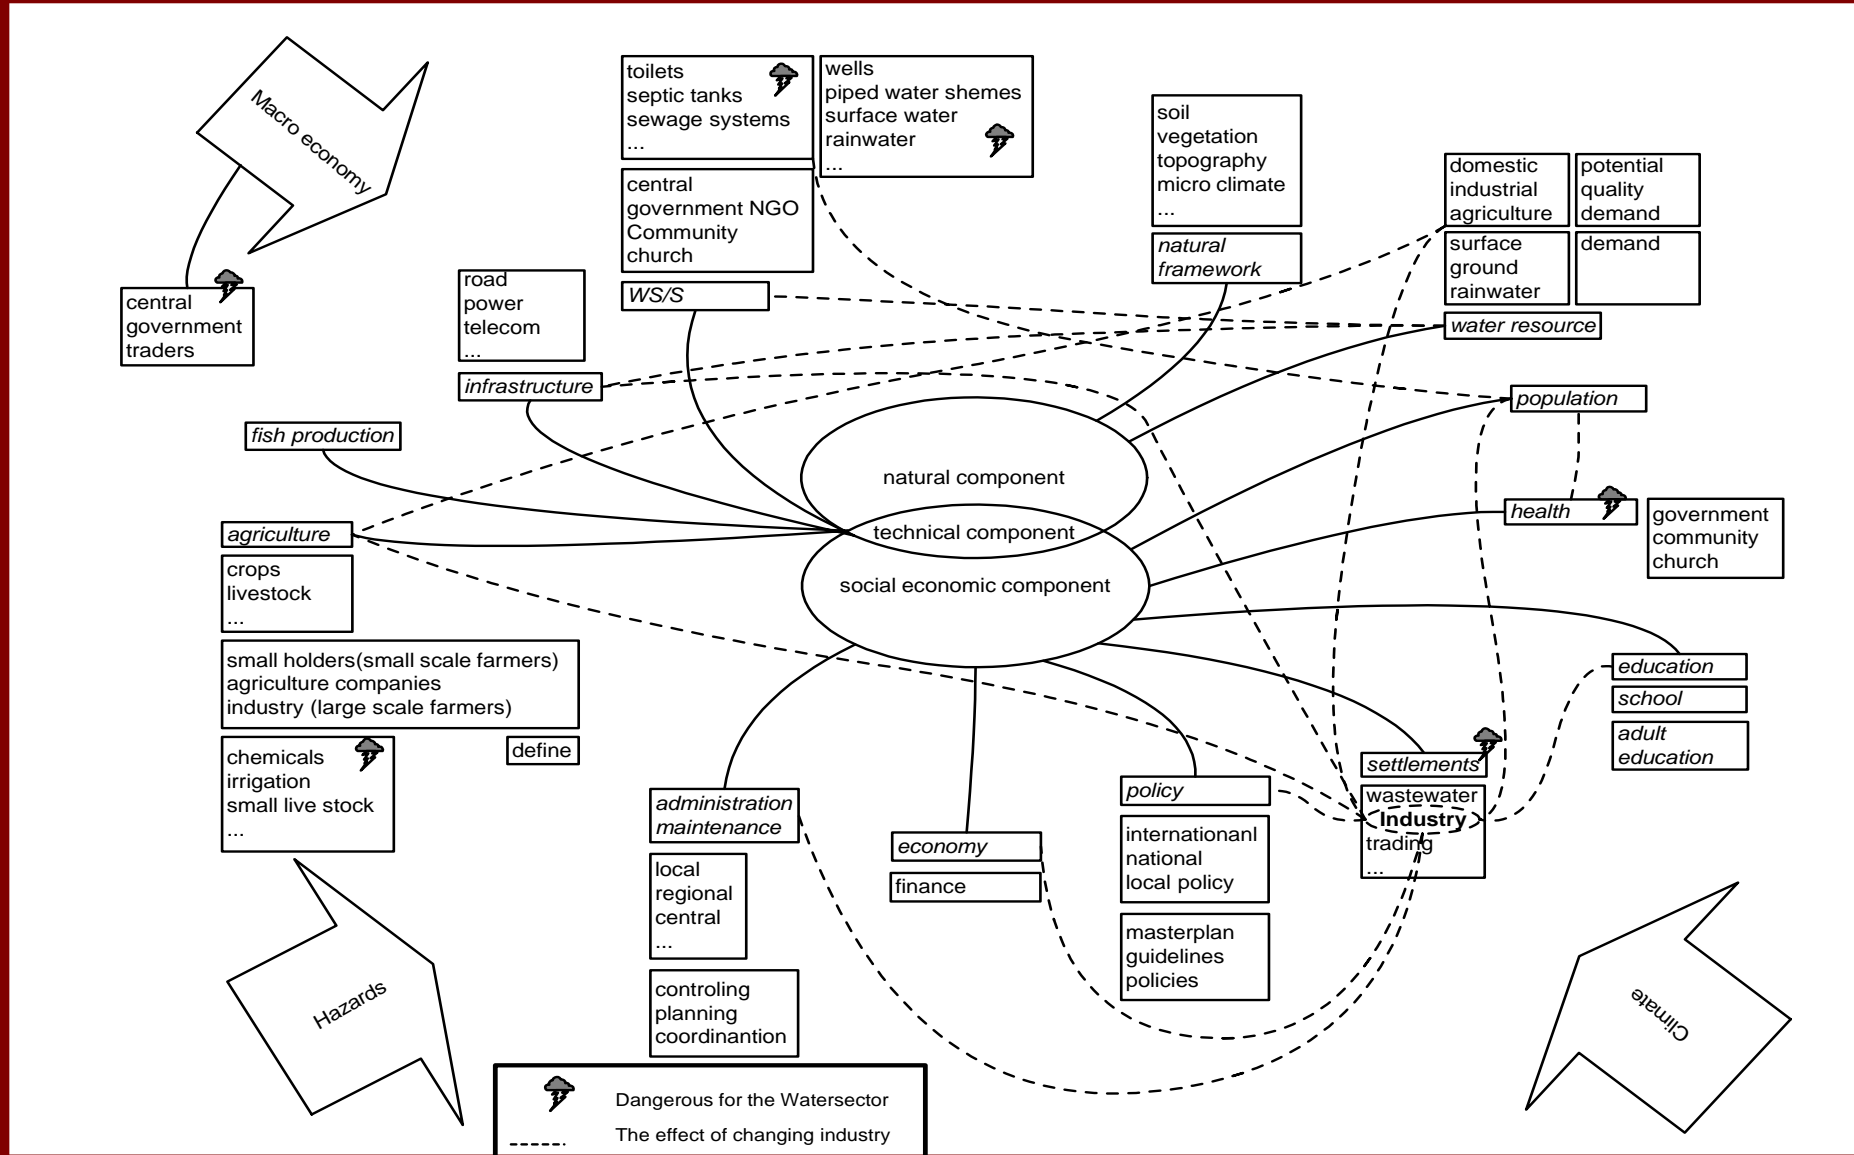 Macro economy
central
government
traders
toilets
septic tanks
sewage systems
...
wells
piped water shemes
surface water
rainwater
...
central
government NGO
Community
church
WS/S
road
power
telecom
...
infrastructure
soil
vegetation
topography
micro climate
...
natural
framework
domestic
industrial
agriculture
potential
quality
demand
surface
ground
rainwater
demand
water resource
population
health
government
community
church
fish production
agriculture
crops
livestock
...
small holders(small scale farmers)
agriculture companies
industry (large scale farmers)
chemicals
irrigation
small live stock
...
define
natural component
technical component
social economic component
education
school
adult
education
settlements
wastewater
Industry
trading
...
administration
maintenance
local
regional
central
...
controling
planning
coordinantion
economy
finance
policy
internationanl
national
local policy
masterplan
guidelines
policies
Hazards
Climate
Dangerous for the Watersector
The effect of changing industry